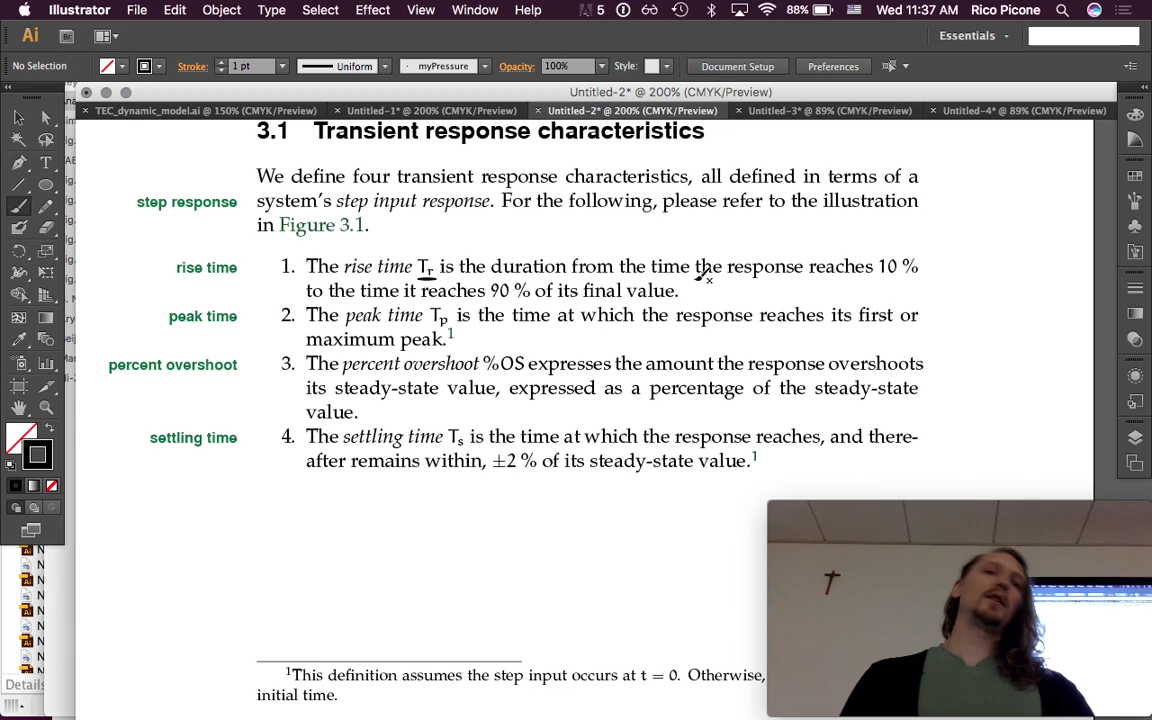 Illustrator File Edit Object Type Select Effect View Window Help 5 88% Wed 11:37 AM Rico Picone
Ai Br Essentials
No Selection Stroke: 1 pt Uniform myPressure Opacity: 100% Style: Document Setup Preferences
Untitled-2* @ 200% (CMYK/Preview)
TEC_dynamic_model.ai @ 150% (CMYK/Preview) Untitled-1* @ 200% (CMYK/Preview) Untitled-2* @ 200% (CMYK/Preview) Untitled-3* @ 89% (CMYK/Preview) Untitled-4* @ 89% (CMYK/Preview)
3.1 Transient response characteristics
We define four transient response characteristics, all defined in terms of a
step response system's step input response. For the following, please refer to the illustration
in Figure 3.1.
rise time 1. The rise time Tr is the duration from the time the response reaches 10 %
to the time it reaches 90 % of its final value.
peak time 2. The peak time Tp is the time at which the response reaches its first or
maximum peak.1
percent overshoot 3. The percent overshoot %OS expresses the amount the response overshoots
its steady-state value, expressed as a percentage of the steady-state
value.
settling time 4. The settling time Ts is the time at which the response reaches, and there-
after remains within, ±2 % of its steady-state value.1
1This definition assumes the step input occurs at t = 0. Otherwise,
initial time.
Details